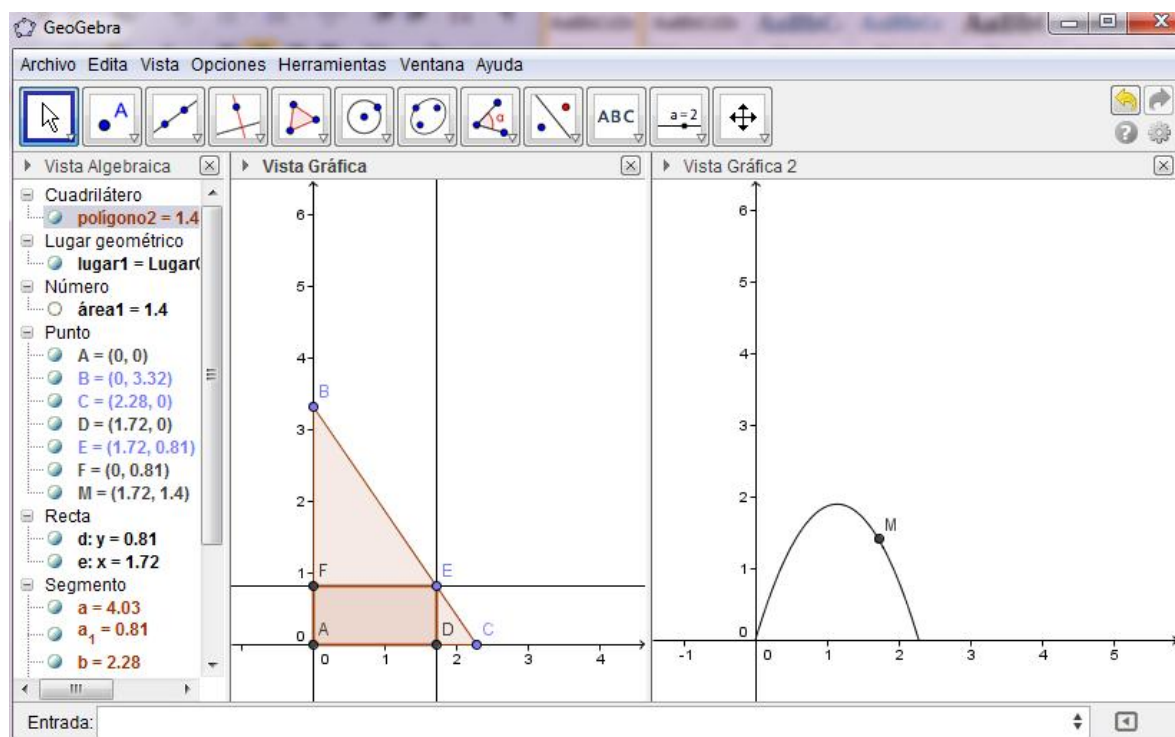 GeoGebra
Archivo Edita Vista Opciones Herramientas Ventana Ayuda
A
α
ABC
a = 2
Vista Algebraica
Cuadrilátero
polígono2 = 1.4
Lugar geométrico
lugar1 = Lugar
Número
área1 = 1.4
Punto
A = (0, 0)
B = (0, 3.32)
C = (2.28, 0)
D = (1.72, 0)
E = (1.72, 0.81)
F = (0, 0.81)
M = (1.72, 1.4)
Recta
d: y = 0.81
e: x = 1.72
Segmento
a = 4.03
a₁ = 0.81
b = 2.28
Vista Gráfica
6
5
4
B
3
2
1 F E
0 A D C
0 1 2 3 4
Vista Gráfica 2
6
5
4
3
2
M
1
0
-1 0 1 2 3 4 5
Entrada: